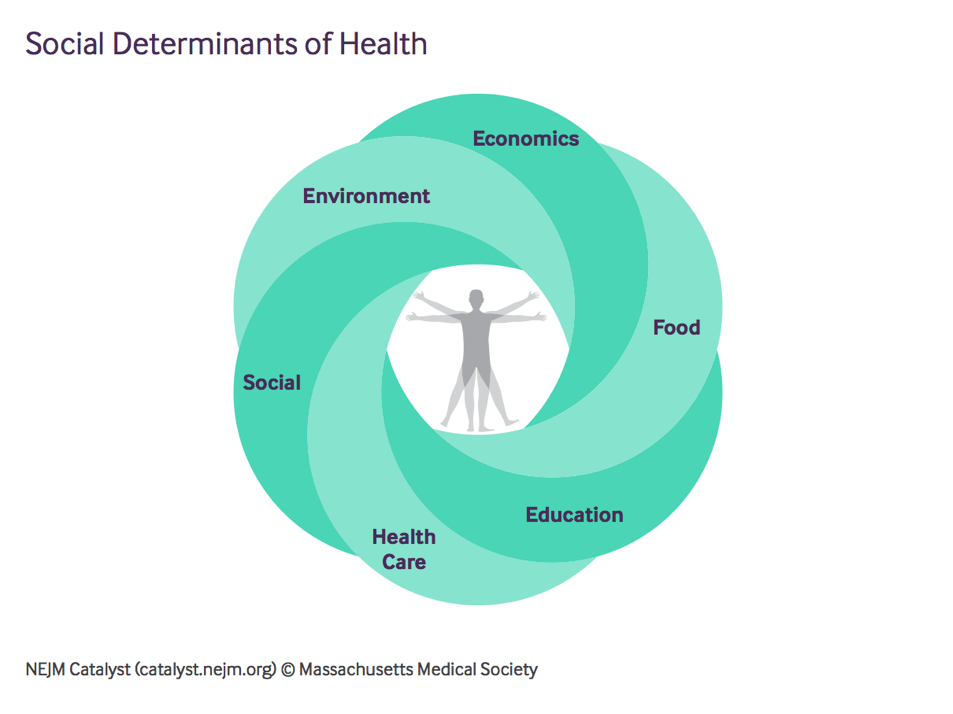 Social Determinants of Health
Economics
Environment
Food
Social
Education
Health
Care
NEJM Catalyst (catalyst.nejm.org) © Massachusetts Medical Society